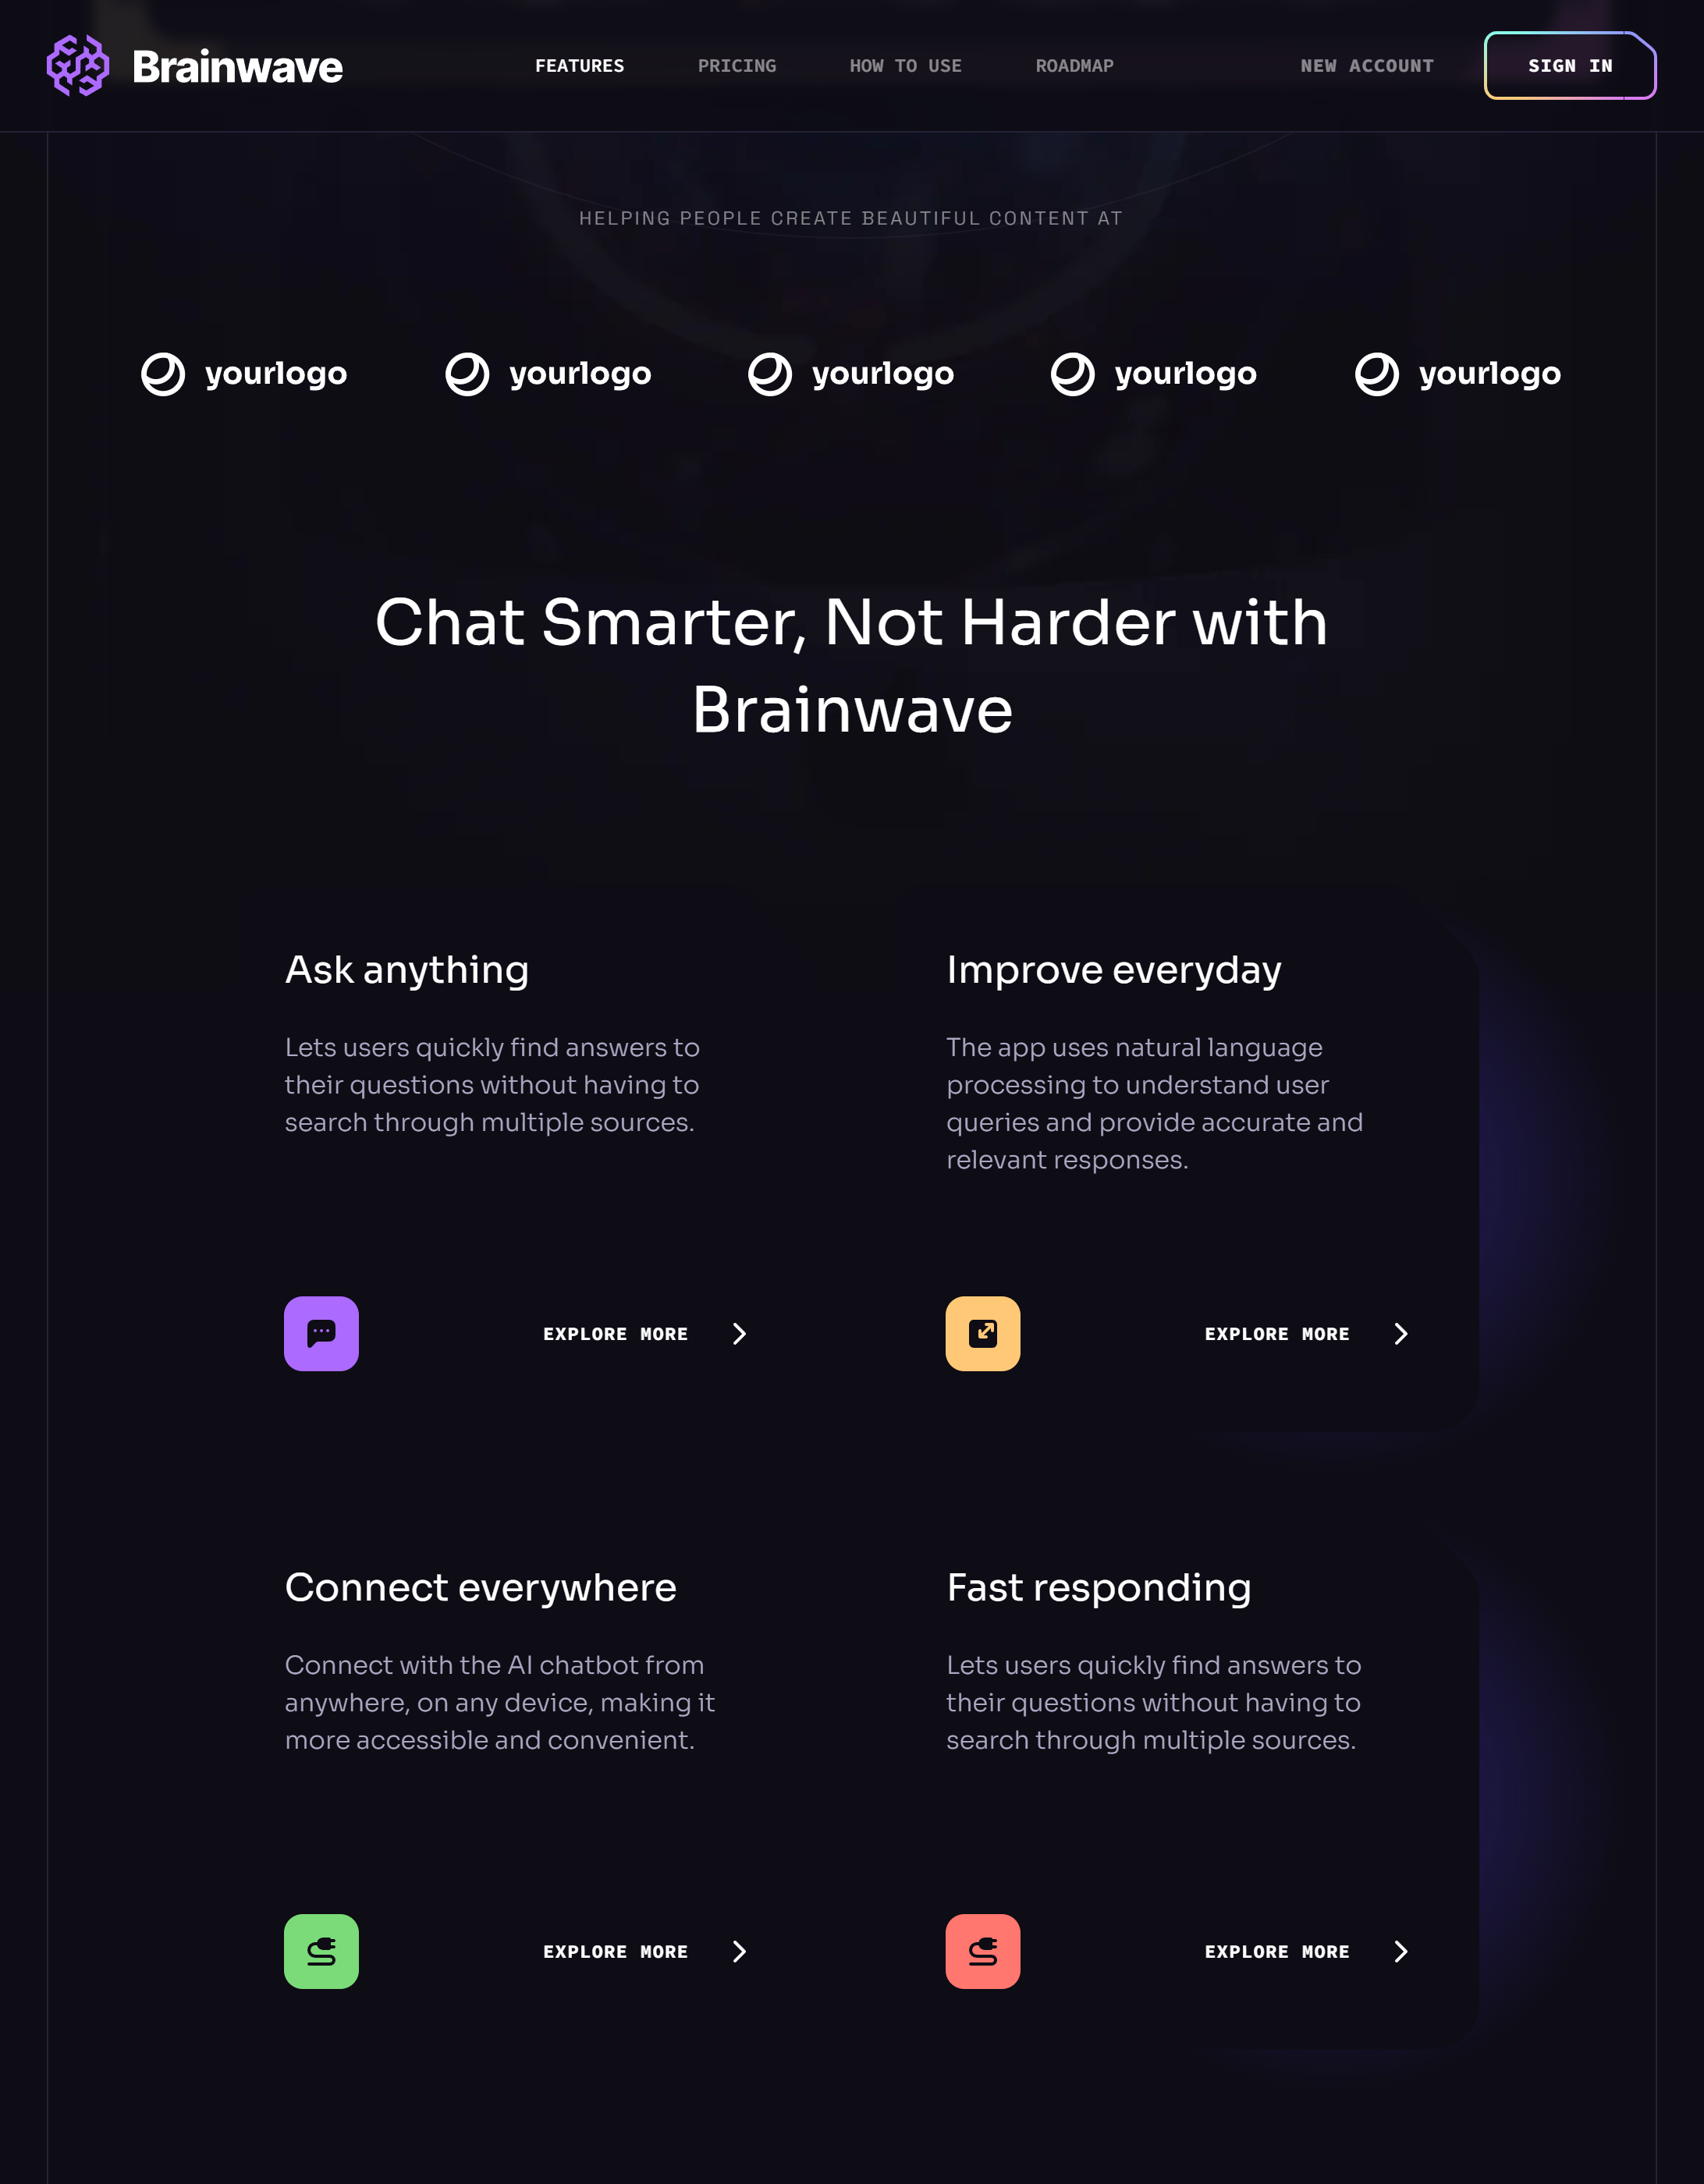 Brainwave
FEATURES PRICING HOW TO USE ROADMAP NEW ACCOUNT SIGN IN
HELPING PEOPLE CREATE BEAUTIFUL CONTENT AT
yourlogo yourlogo yourlogo yourlogo yourlogo
Chat Smarter, Not Harder with
Brainwave
Ask anything
Lets users quickly find answers to
their questions without having to
search through multiple sources.
EXPLORE MORE
Improve everyday
The app uses natural language
processing to understand user
queries and provide accurate and
relevant responses.
EXPLORE MORE
Connect everywhere
Connect with the AI chatbot from
anywhere, on any device, making it
more accessible and convenient.
EXPLORE MORE
Fast responding
Lets users quickly find answers to
their questions without having to
search through multiple sources.
EXPLORE MORE